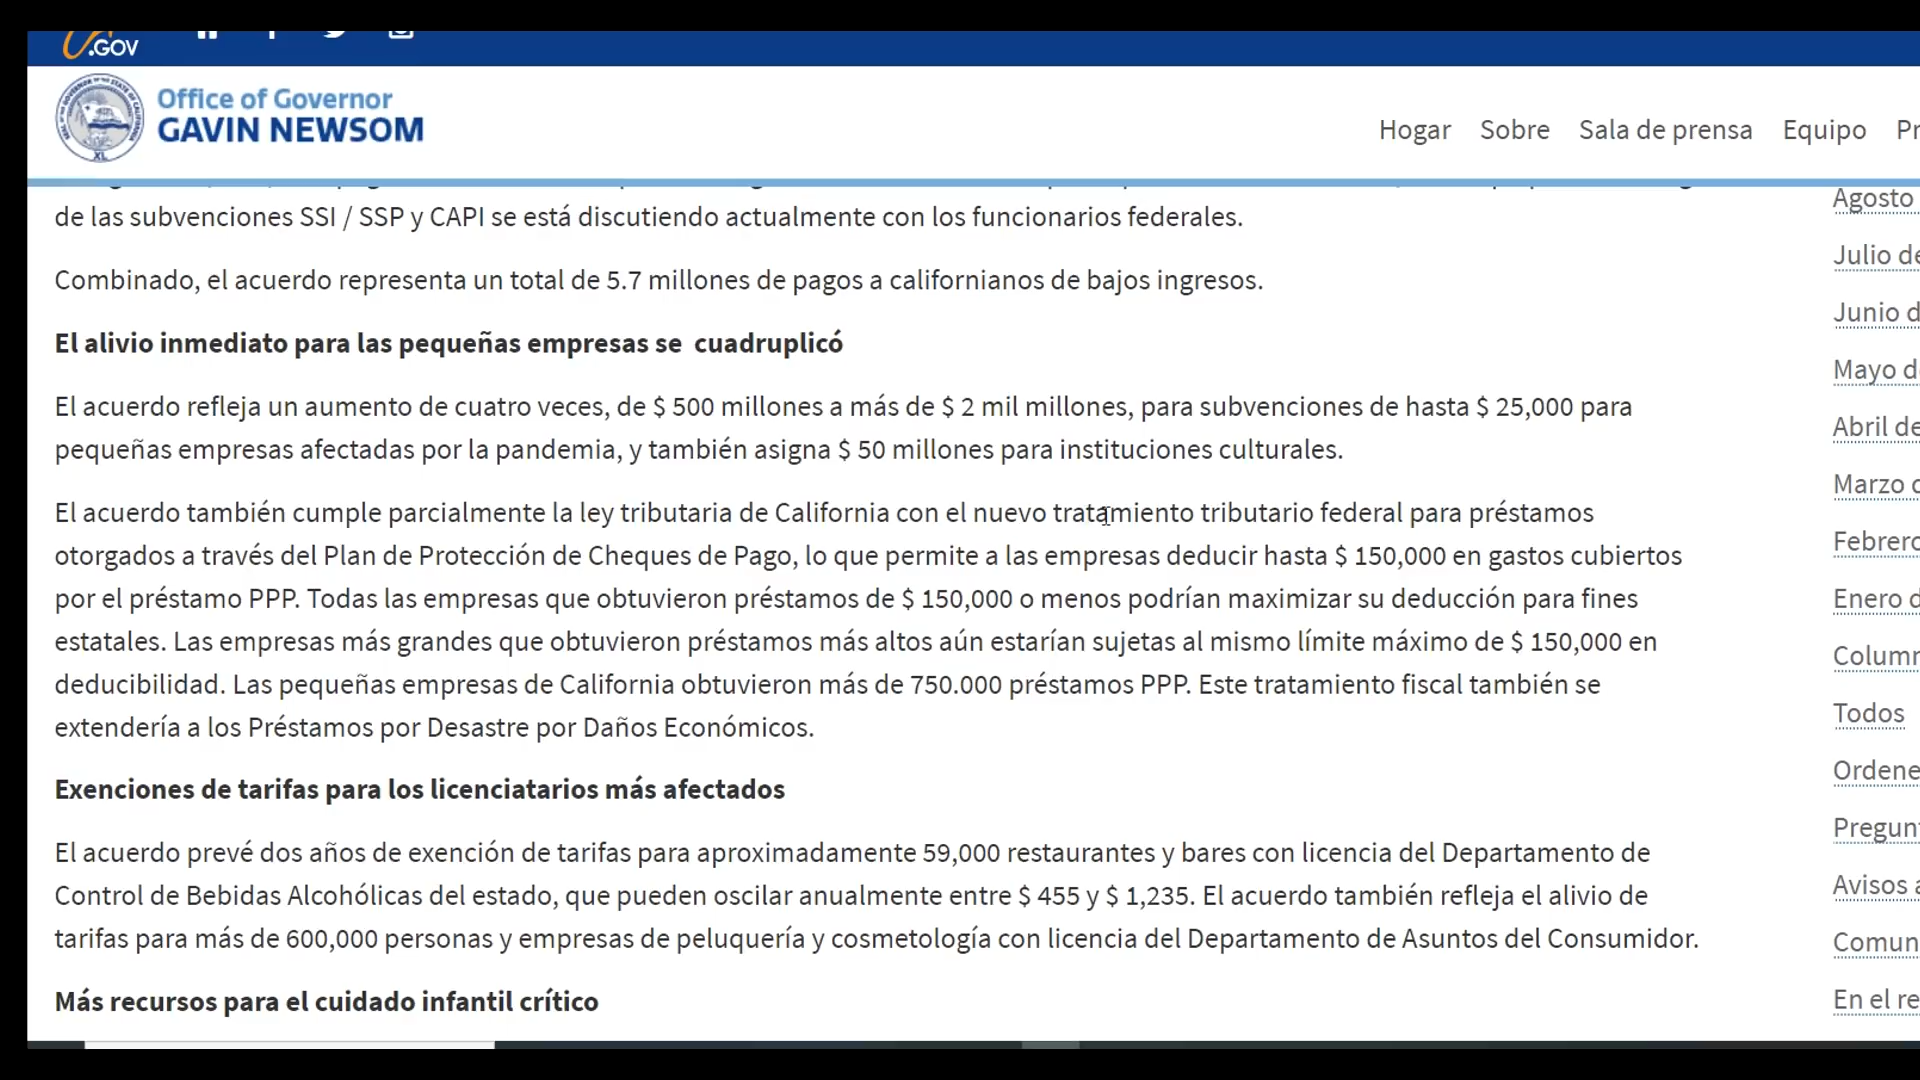 .GOV
Office of Governor
GAVIN NEWSOM
Hogar Sobre Sala de prensa Equipo
de las subvenciones SSI / SSP y CAPI se está discutiendo actualmente con los funcionarios federales.
Combinado, el acuerdo representa un total de 5.7 millones de pagos a californianos de bajos ingresos.
El alivio inmediato para las pequeñas empresas se cuadruplicó
El acuerdo refleja un aumento de cuatro veces, de $ 500 millones a más de $ 2 mil millones, para subvenciones de hasta $ 25,000 para
pequeñas empresas afectadas por la pandemia, y también asigna $ 50 millones para instituciones culturales.
El acuerdo también cumple parcialmente la ley tributaria de California con el nuevo tratamiento tributario federal para préstamos
otorgados a través del Plan de Protección de Cheques de Pago, lo que permite a las empresas deducir hasta $ 150,000 en gastos cubiertos
por el préstamo PPP. Todas las empresas que obtuvieron préstamos de $ 150,000 o menos podrían maximizar su deducción para fines
estatales. Las empresas más grandes que obtuvieron préstamos más altos aún estarían sujetas al mismo límite máximo de $ 150,000 en
deducibilidad. Las pequeñas empresas de California obtuvieron más de 750.000 préstamos PPP. Este tratamiento fiscal también se
extendería a los Préstamos por Desastre por Daños Económicos.
Exenciones de tarifas para los licenciatarios más afectados
El acuerdo prevé dos años de exención de tarifas para aproximadamente 59,000 restaurantes y bares con licencia del Departamento de
Control de Bebidas Alcohólicas del estado, que pueden oscilar anualmente entre $ 455 y $ 1,235. El acuerdo también refleja el alivio de
tarifas para más de 600,000 personas y empresas de peluquería y cosmetología con licencia del Departamento de Asuntos del Consumidor.
Más recursos para el cuidado infantil crítico
Agosto
Julio
Junio
Mayo
Abril
Marzo
Enero
Todos
Avisos
En el